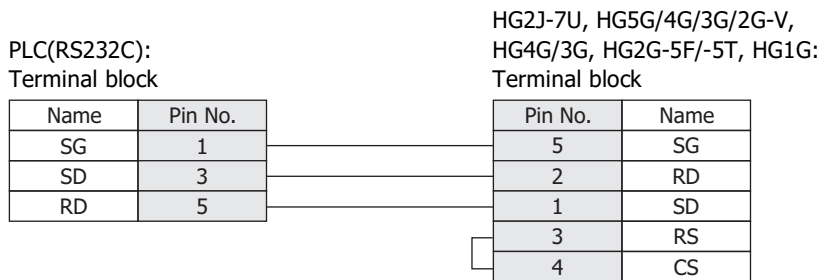 HG2J-7U, HG5G/4G/3G/2G-V,
PLC(RS232C): HG4G/3G, HG2G-5F/-5T, HG1G:
Terminal block Terminal block
Name Pin No. Pin No. Name
SG 1 5 SG
SD 3 2 RD
RD 5 1 SD
3 RS
4 CS